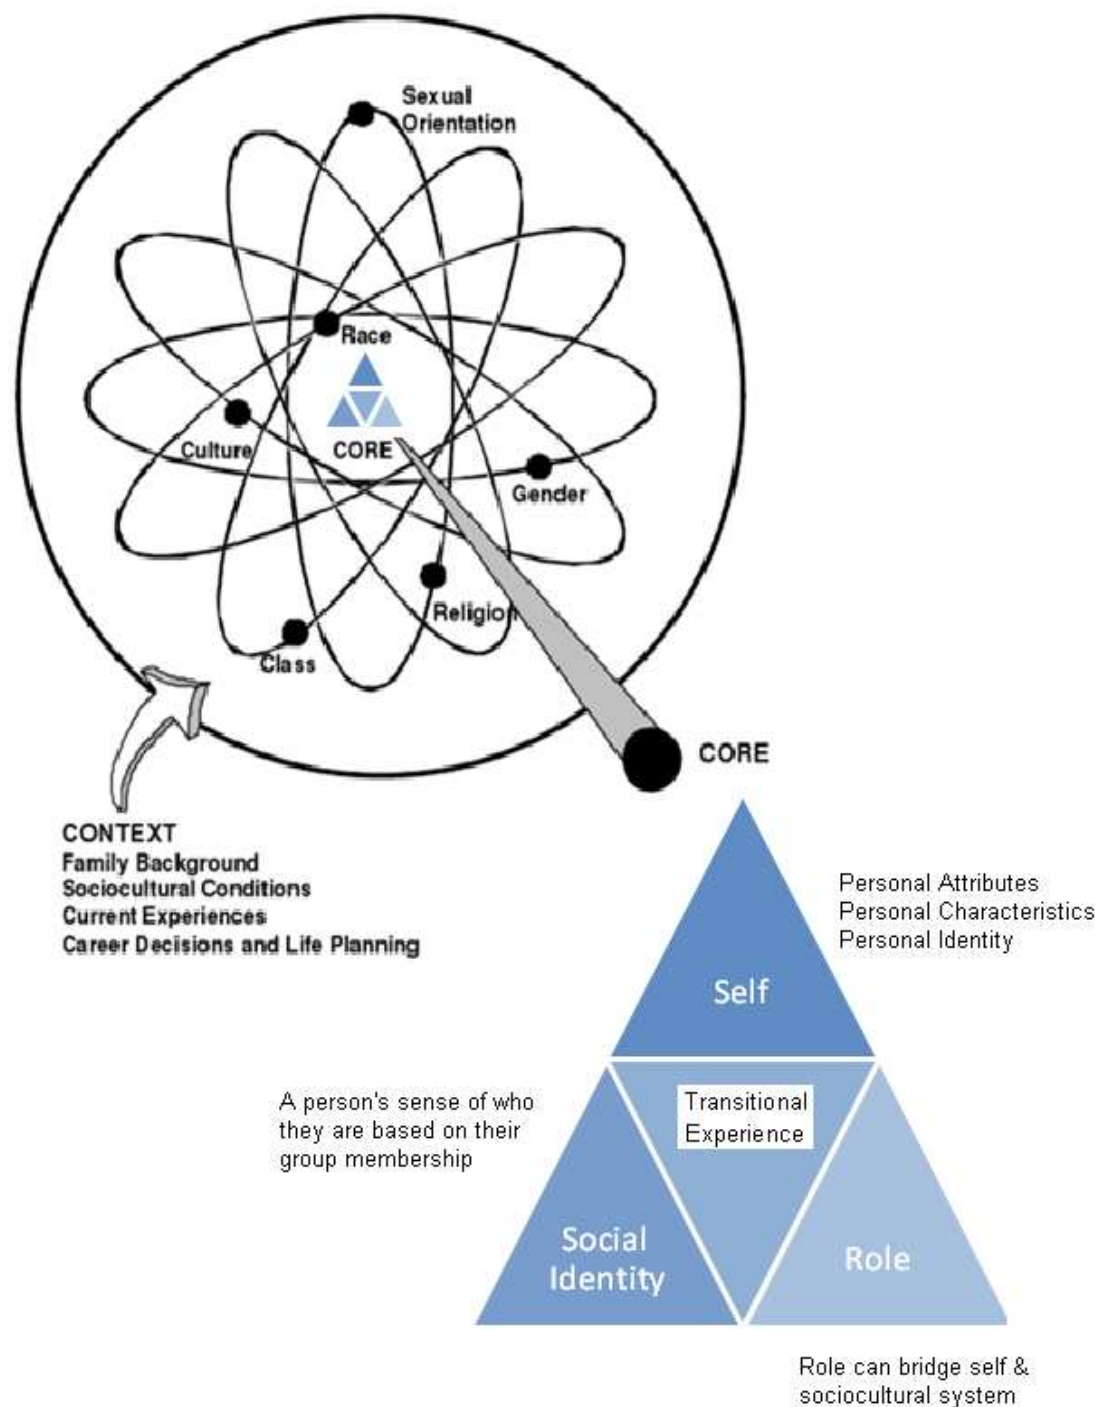 Sexual
Orientation
Race
Culture
CORE
Gender
Religion
Class
CORE
CONTEXT
Family Background
Sociocultural Conditions
Current Experiences
Career Decisions and Life Planning
Personal Attributes
Personal Characteristics
Personal Identity
Self
A person's sense of who
they are based on their
group membership
Transitional
Experience
Social
Identity
Role
Role can bridge self &
sociocultural system